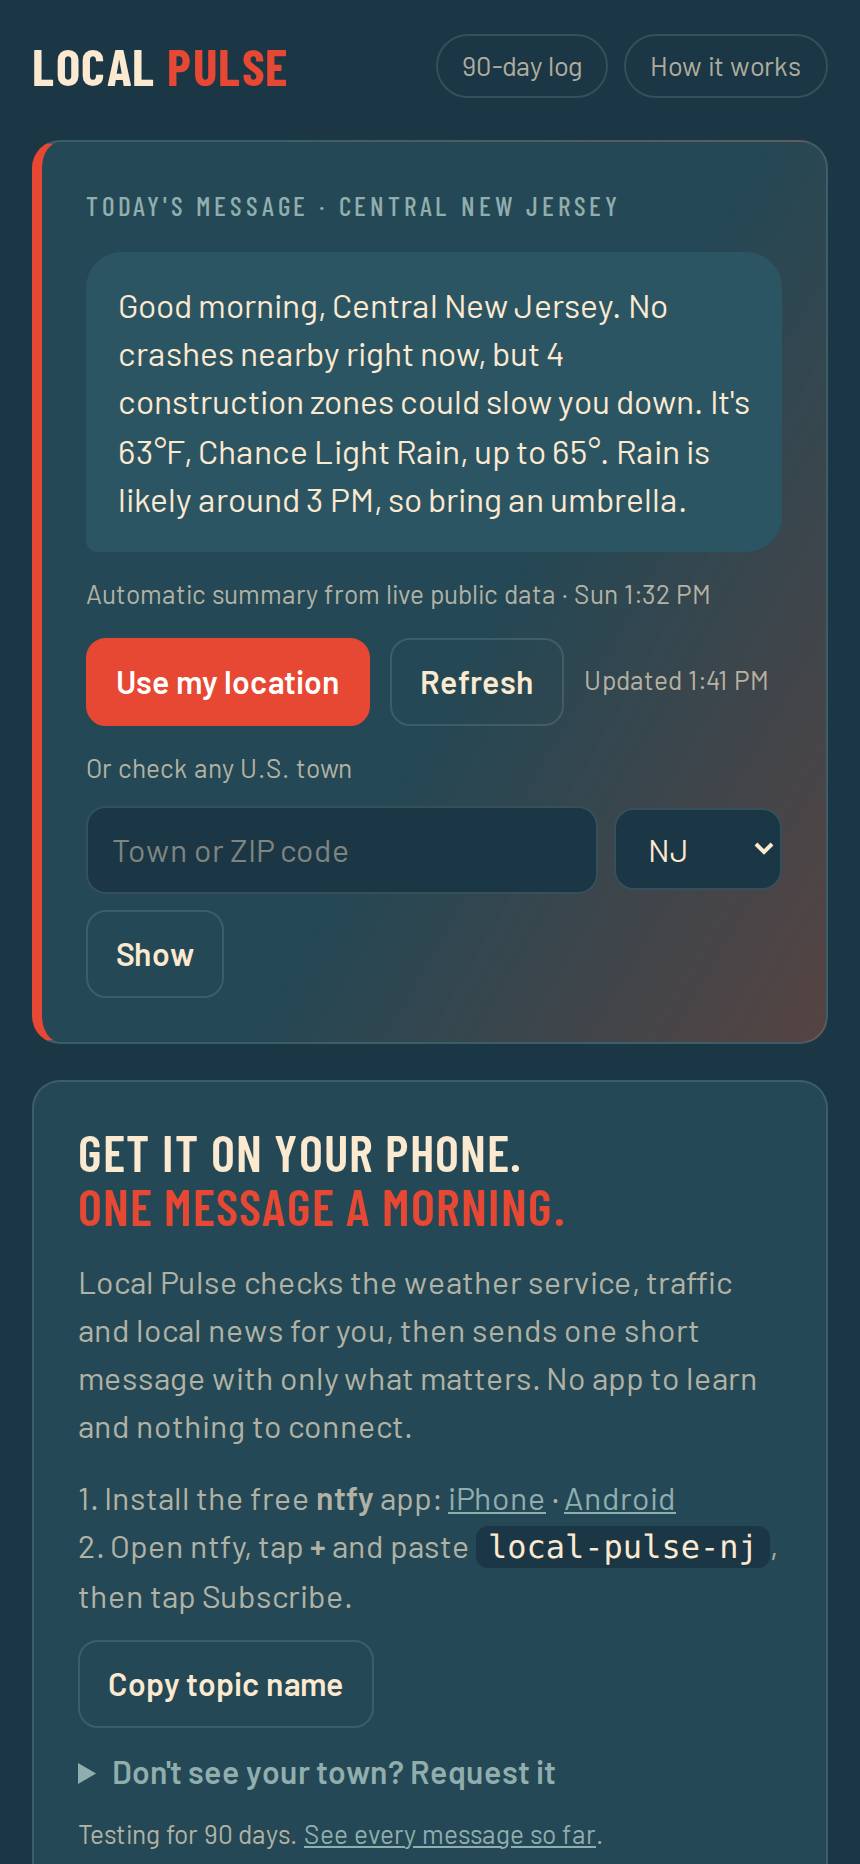 LOCAL PULSE
90-day log
How it works
TODAY'S MESSAGE · CENTRAL NEW JERSEY
Good morning, Central New Jersey. No
crashes nearby right now, but 4
construction zones could slow you down. It's
63°F, Chance Light Rain, up to 65°. Rain is
likely around 3 PM, so bring an umbrella.
Automatic summary from live public data · Sun 1:32 PM
Use my location
Refresh
Updated 1:41 PM
Or check any U.S. town
Town or ZIP code
NJ
Show
GET IT ON YOUR PHONE.
ONE MESSAGE A MORNING.
Local Pulse checks the weather service, traffic
and local news for you, then sends one short
message with only what matters. No app to learn
and nothing to connect.
1. Install the free ntfy app: iPhone · Android
2. Open ntfy, tap + and paste local-pulse-nj,
then tap Subscribe.
Copy topic name
▶ Don't see your town? Request it
Testing for 90 days. See every message so far.